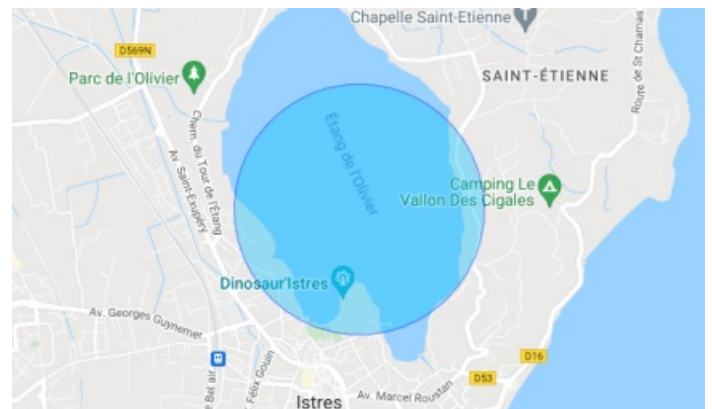 Chapelle Saint-Etienne
D569N
Parc de l'Olivier
SAINT-ÉTIENNE
Route de St Chamas
Chem. du Tour de l'Étang
Av. Saint-Exupéry
Étang de l'Olivier
Camping Le
Vallon Des Cigales
Dinosaur'Istres
Av. Georges Guynemer
D16
D53
Bel air
Félix Gouin
Istres
Av. Marcel Roustan